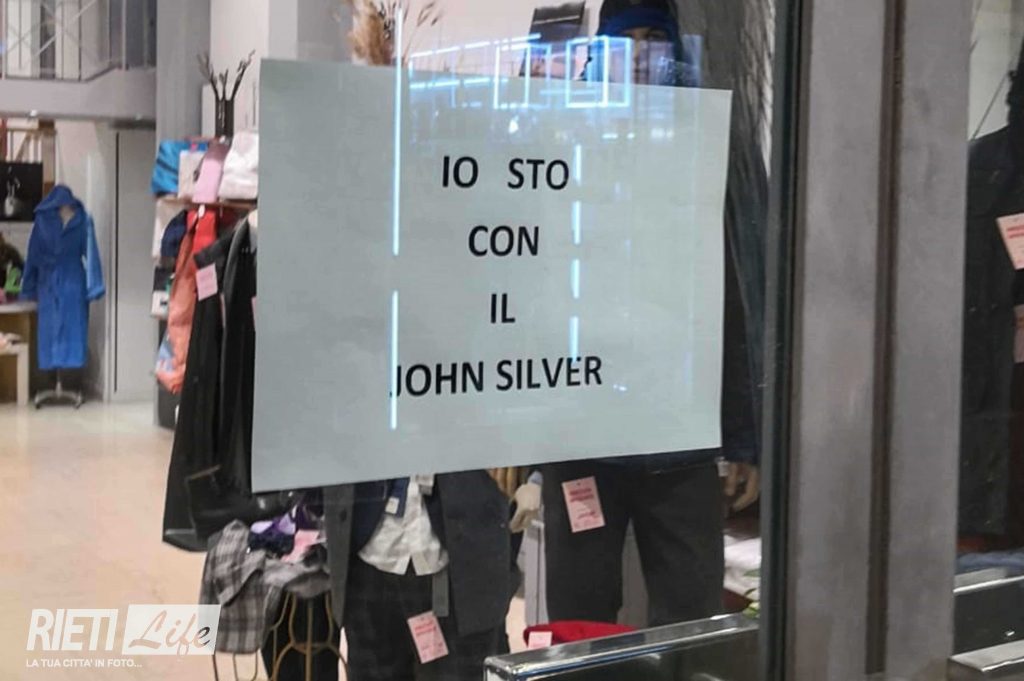 IO STO
CON
IL
JOHN SILVER
RIETI Life
LA TUA CITTA' IN FOTO...